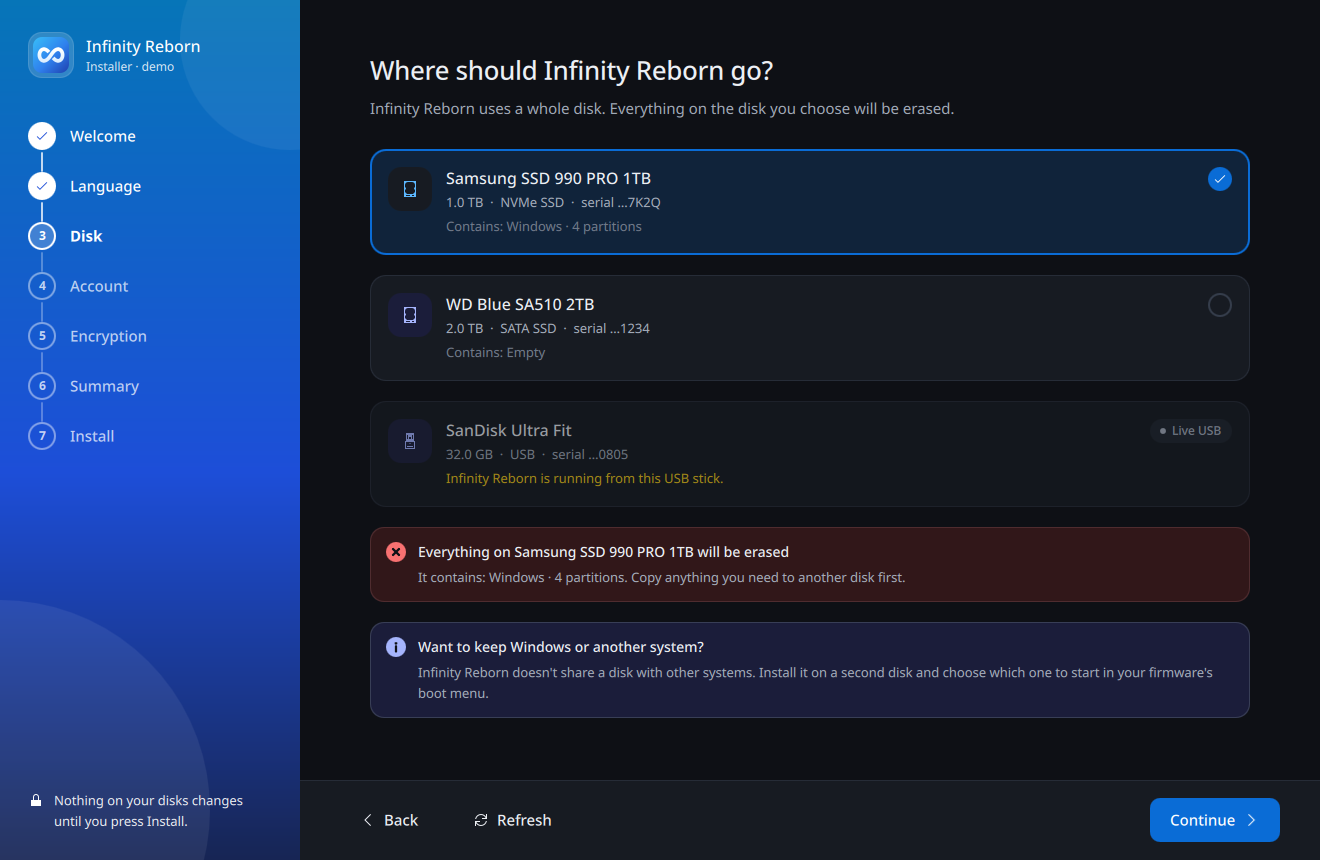 Infinity Reborn
Installer · demo
Welcome
Language
3 Disk
4 Account
5 Encryption
6 Summary
7 Install
Nothing on your disks changes
until you press Install.
Where should Infinity Reborn go?
Infinity Reborn uses a whole disk. Everything on the disk you choose will be erased.
Samsung SSD 990 PRO 1TB
1.0 TB · NVMe SSD · serial …7K2Q
Contains: Windows · 4 partitions
WD Blue SA510 2TB
2.0 TB · SATA SSD · serial …1234
Contains: Empty
SanDisk Ultra Fit
Live USB
32.0 GB · USB · serial …0805
Infinity Reborn is running from this USB stick.
Everything on Samsung SSD 990 PRO 1TB will be erased
It contains: Windows · 4 partitions. Copy anything you need to another disk first.
Want to keep Windows or another system?
Infinity Reborn doesn't share a disk with other systems. Install it on a second disk and choose which one to start in your firmware's
boot menu.
Back
Refresh
Continue